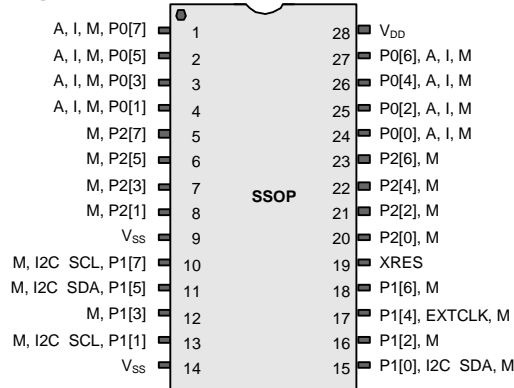 A, I, M, P0[7] 1 28 VDD
A, I, M, P0[5] 2 27 P0[6], A, I, M
A, I, M, P0[3] 3 26 P0[4], A, I, M
A, I, M, P0[1] 4 25 P0[2], A, I, M
M, P2[7] 5 24 P0[0], A, I, M
M, P2[5] 6 23 P2[6], M
M, P2[3] 7 22 P2[4], M
SSOP
M, P2[1] 8 21 P2[2], M
VSS 9 20 P2[0], M
M, I2C SCL, P1[7] 10 19 XRES
M, I2C SDA, P1[5] 11 18 P1[6], M
M, P1[3] 12 17 P1[4], EXTCLK, M
M, I2C SCL, P1[1] 13 16 P1[2], M
VSS 14 15 P1[0], I2C SDA, M